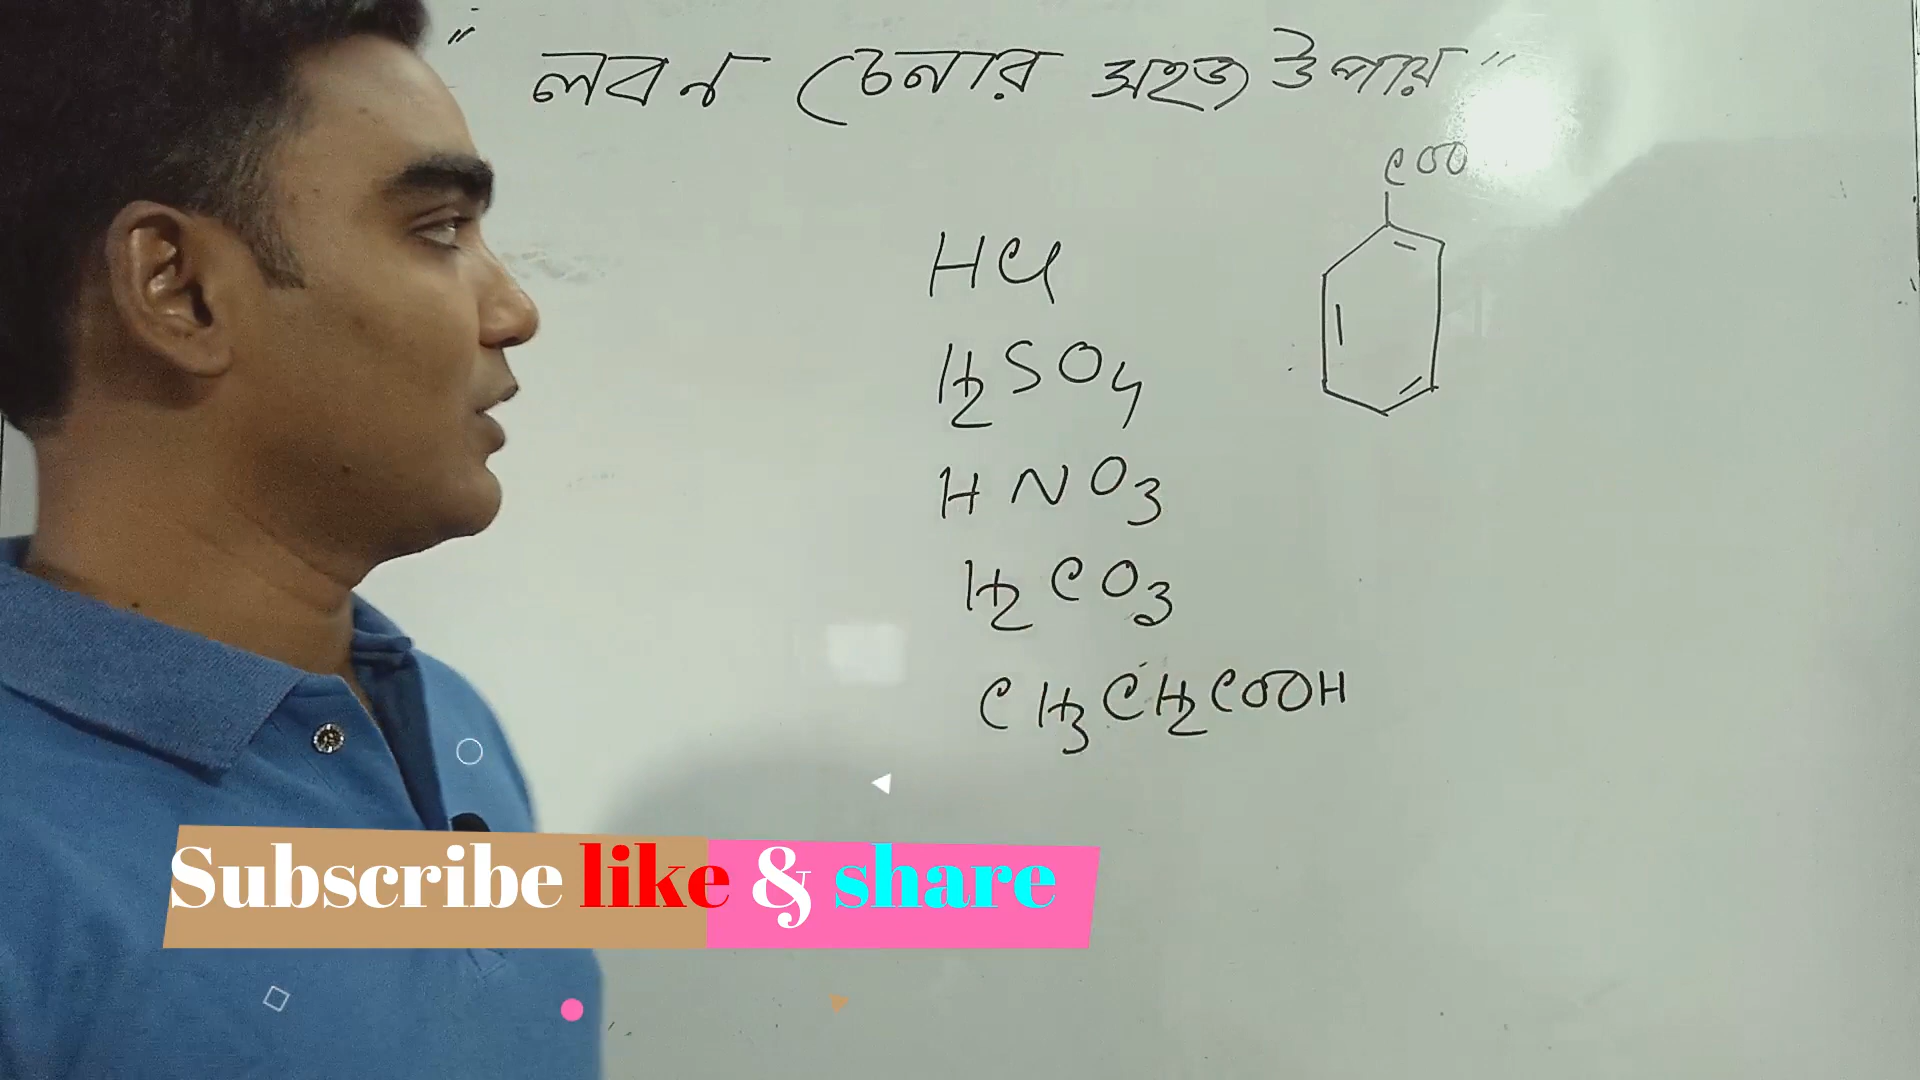 " লবণ চেনার সহজ উপায় "
COO
HCl
H2SO4
HNO3
H2CO3
CH3CH2COOH
Subscribe like & share